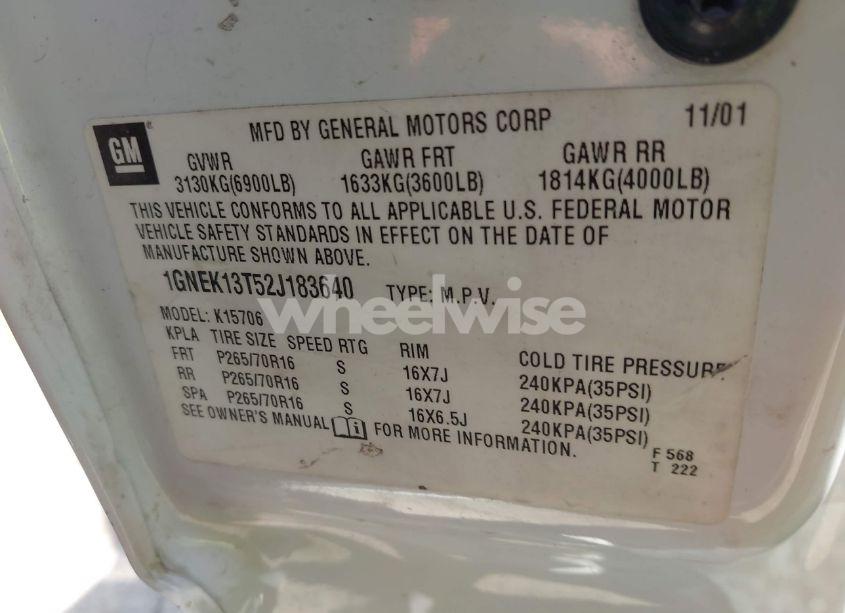 GM
MFD BY GENERAL MOTORS CORP 11/01
GVWR GAWR FRT GAWR RR
3130KG(6900LB) 1633KG(3600LB) 1814KG(4000LB)
THIS VEHICLE CONFORMS TO ALL APPLICABLE U.S. FEDERAL MOTOR
VEHICLE SAFETY STANDARDS IN EFFECT ON THE DATE OF
MANUFACTURE SHOWN ABOVE.
1GNEK13T52J183640 TYPE: M.P.V.
wheelwise
MODEL: K15706
KPLA TIRE SIZE SPEED RTG RIM COLD TIRE PRESSURE
FRT P265/70R16 S 16X7J 240KPA(35PSI)
RR P265/70R16 S 16X7J 240KPA(35PSI)
SPA P265/70R16 S 16X6.5J 240KPA(35PSI)
SEE OWNER'S MANUAL FOR MORE INFORMATION.
F 568
T 222